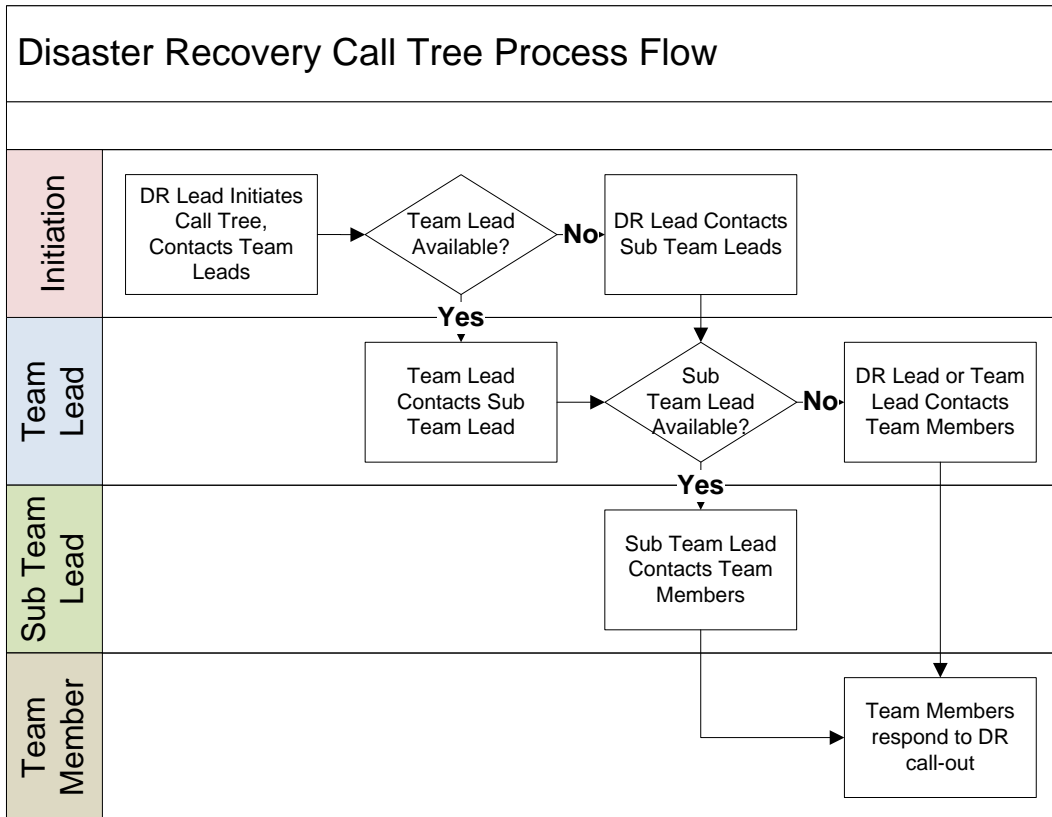 Disaster Recovery Call Tree Process Flow
Initiation
DR Lead Initiates
Call Tree,
Contacts Team
Leads
Team Lead
Available?
No
DR Lead Contacts
Sub Team Leads
Yes
Team
Lead
Team Lead
Contacts Sub
Team Lead
Sub
Team Lead
Available?
No
DR Lead or Team
Lead Contacts
Team Members
Yes
Sub Team
Lead
Sub Team Lead
Contacts Team
Members
Team
Member
Team Members
respond to DR
call-out